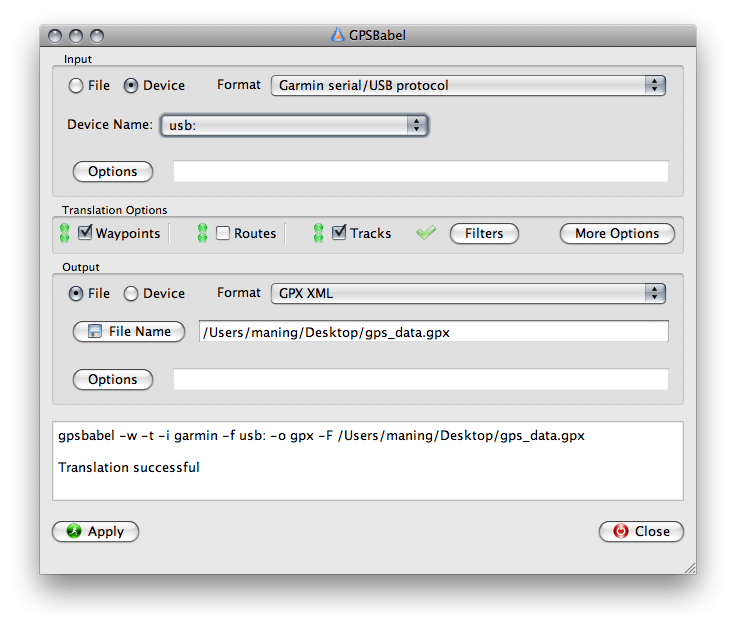 GPSBabel
Input
File Device Format Garmin serial/USB protocol
Device Name: usb:
Options
Translation Options
Waypoints Routes Tracks Filters More Options
Output
File Device Format GPX XML
File Name /Users/maning/Desktop/gps_data.gpx
Options
gpsbabel -w -t -i garmin -f usb: -o gpx -F /Users/maning/Desktop/gps_data.gpx
Translation successful
Apply Close